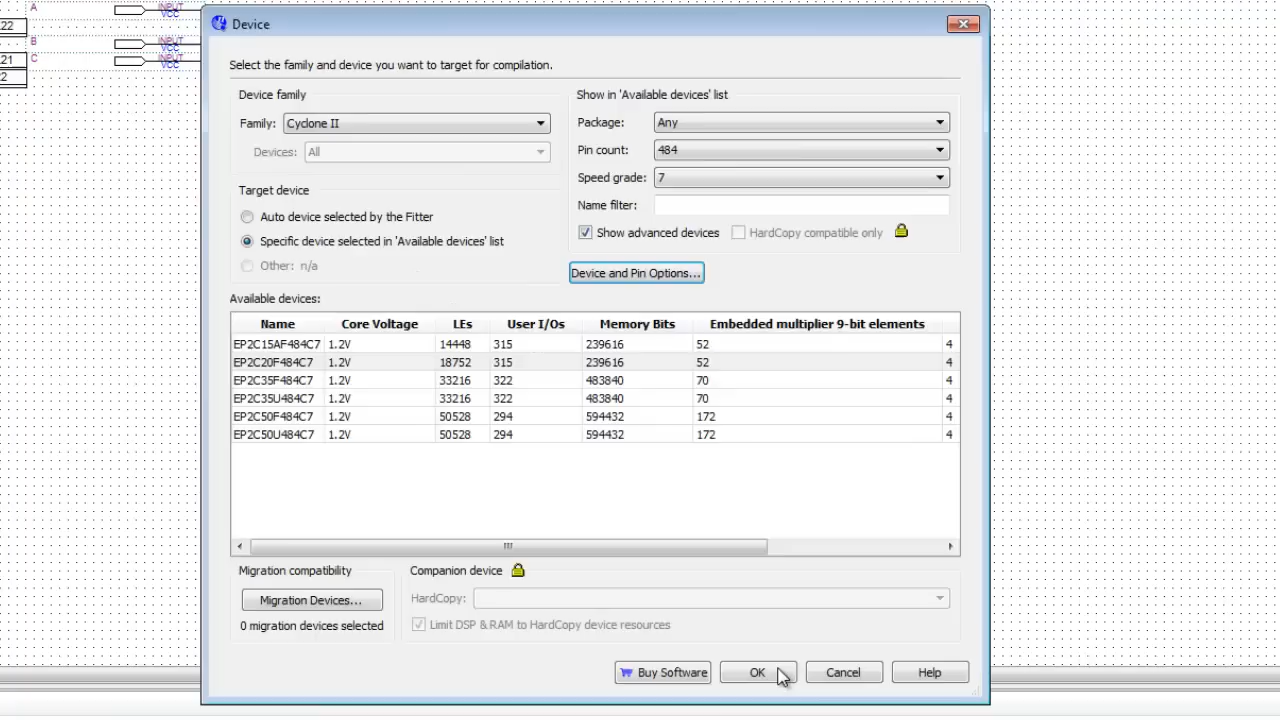 A
INPUT
VCC
22
B
INPUT
VCC
21
C
INPUT
VCC
2
Device
Select the family and device you want to target for compilation.
Device family
Family: Cyclone II
Devices: All
Show in 'Available devices' list
Package: Any
Pin count: 484
Speed grade: 7
Name filter:
Show advanced devices HardCopy compatible only
Target device
Auto device selected by the Fitter
Specific device selected in 'Available devices' list
Other: n/a
Device and Pin Options...
Available devices:
Name Core Voltage LEs User I/Os Memory Bits Embedded multiplier 9-bit elements
EP2C15AF484C7 1.2V 14448 315 239616 52 4
EP2C20F484C7 1.2V 18752 315 239616 52 4
EP2C35F484C7 1.2V 33216 322 483840 70 4
EP2C35U484C7 1.2V 33216 322 483840 70 4
EP2C50F484C7 1.2V 50528 294 594432 172 4
EP2C50U484C7 1.2V 50528 294 594432 172 4
Migration compatibility
Migration Devices...
0 migration devices selected
Companion device
HardCopy:
Limit DSP & RAM to HardCopy device resources
Buy Software OK Cancel Help